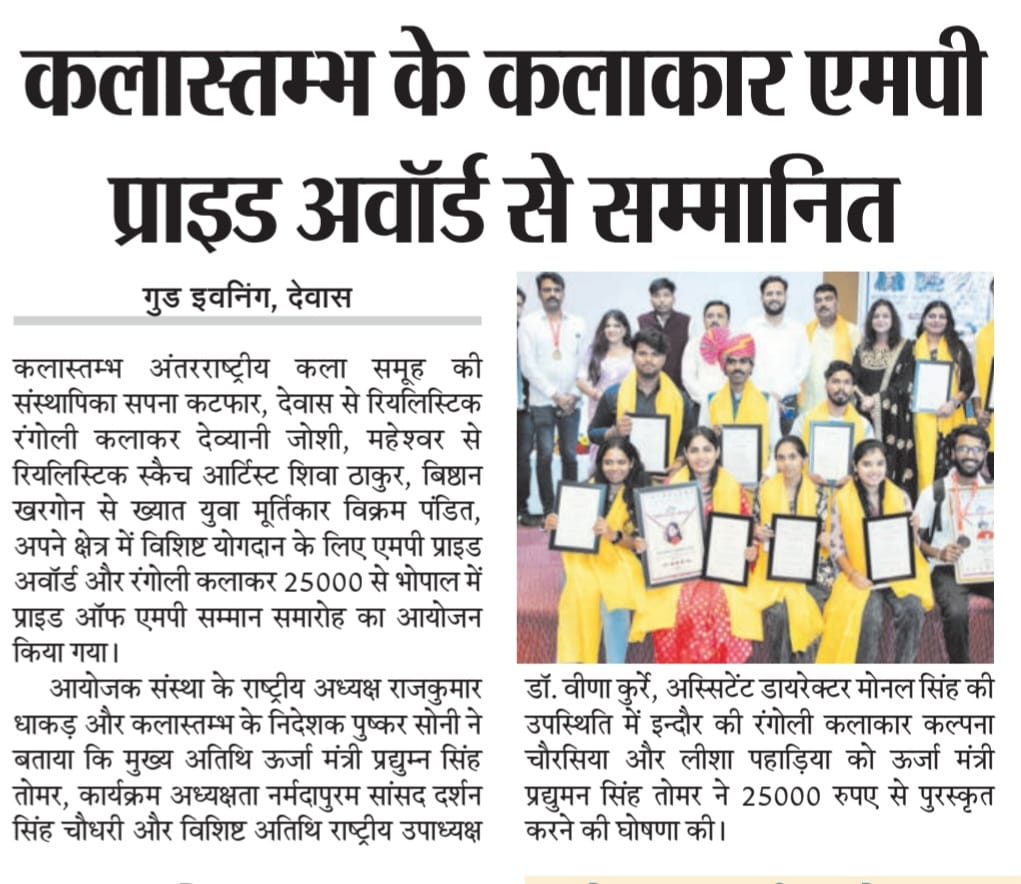 कलास्तम्भ के कलाकार एमपी
प्राइड अवॉर्ड से सम्मानित
गुड इवनिंग, देवास
कलास्तम्भ अंतरराष्ट्रीय कला समूह की
संस्थापिका सपना कटफार, देवास से रियलिस्टिक
रंगोली कलाकर देव्यानी जोशी, महेश्वर से
रियलिस्टिक स्कैच आर्टिस्ट शिवा ठाकुर, बिष्ठान
खरगोन से ख्यात युवा मूर्तिकार विक्रम पंडित,
अपने क्षेत्र में विशिष्ट योगदान के लिए एमपी प्राइड
अवॉर्ड और रंगोली कलाकर 25000 से भोपाल में
प्राइड ऑफ एमपी सम्मान समारोह का आयोजन
किया गया।
आयोजक संस्था के राष्ट्रीय अध्यक्ष राजकुमार
धाकड़ और कलास्तम्भ के निदेशक पुष्कर सोनी ने
बताया कि मुख्य अतिथि ऊर्जा मंत्री प्रद्युम्न सिंह
तोमर, कार्यक्रम अध्यक्षता नर्मदापुरम सांसद दर्शन
सिंह चौधरी और विशिष्ट अतिथि राष्ट्रीय उपाध्यक्ष
डॉ. वीणा कुर्रे, अस्सिटेंट डायरेक्टर मोनल सिंह की
उपस्थिति में इन्दौर की रंगोली कलाकार कल्पना
चौरसिया और लीशा पहाड़िया को ऊर्जा मंत्री
प्रद्युमन सिंह तोमर ने 25000 रुपए से पुरस्कृत
करने की घोषणा की।